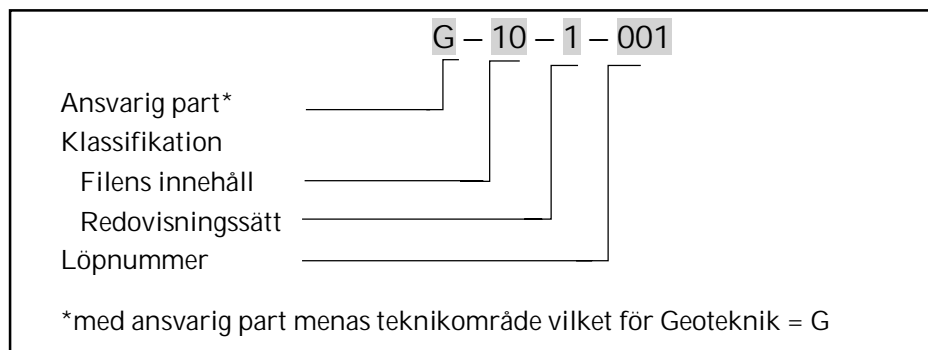 G – 10 – 1 – 001
Ansvarig part*
Klassifikation
Filens innehåll
Redovisningssätt
Löpnummer
*med ansvarig part menas teknikområde vilket för Geoteknik = G